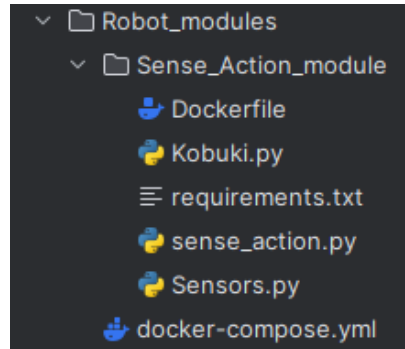 Robot_modules
Sense_Action_module
Dockerfile
Kobuki.py
requirements.txt
sense_action.py
Sensors.py
docker-compose.yml